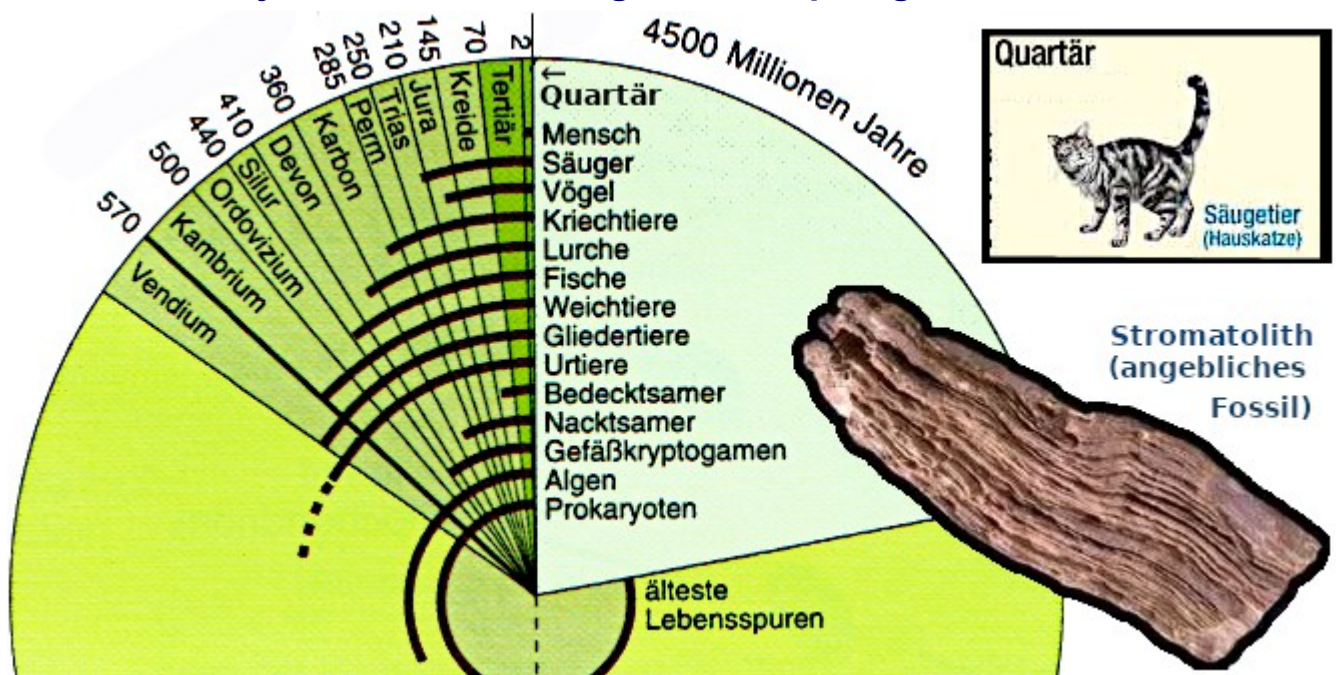 4500 Millionen Jahre
570
500
440
410
360
285
250
210
145
70
2
Vendium
Kambrium
Ordovizium
Silur
Devon
Karbon
Perm
Trias
Jura
Kreide
Tertiär
←
Quartär
Mensch
Säuger
Vögel
Kriechtiere
Lurche
Fische
Weichtiere
Gliedertiere
Urtiere
Bedecktsamer
Nacktsamer
Gefäßkryptogamen
Algen
Prokaryoten
älteste
Lebensspuren
Quartär
Säugetier
(Hauskatze)
Stromatolith
(angebliches
Fossil)